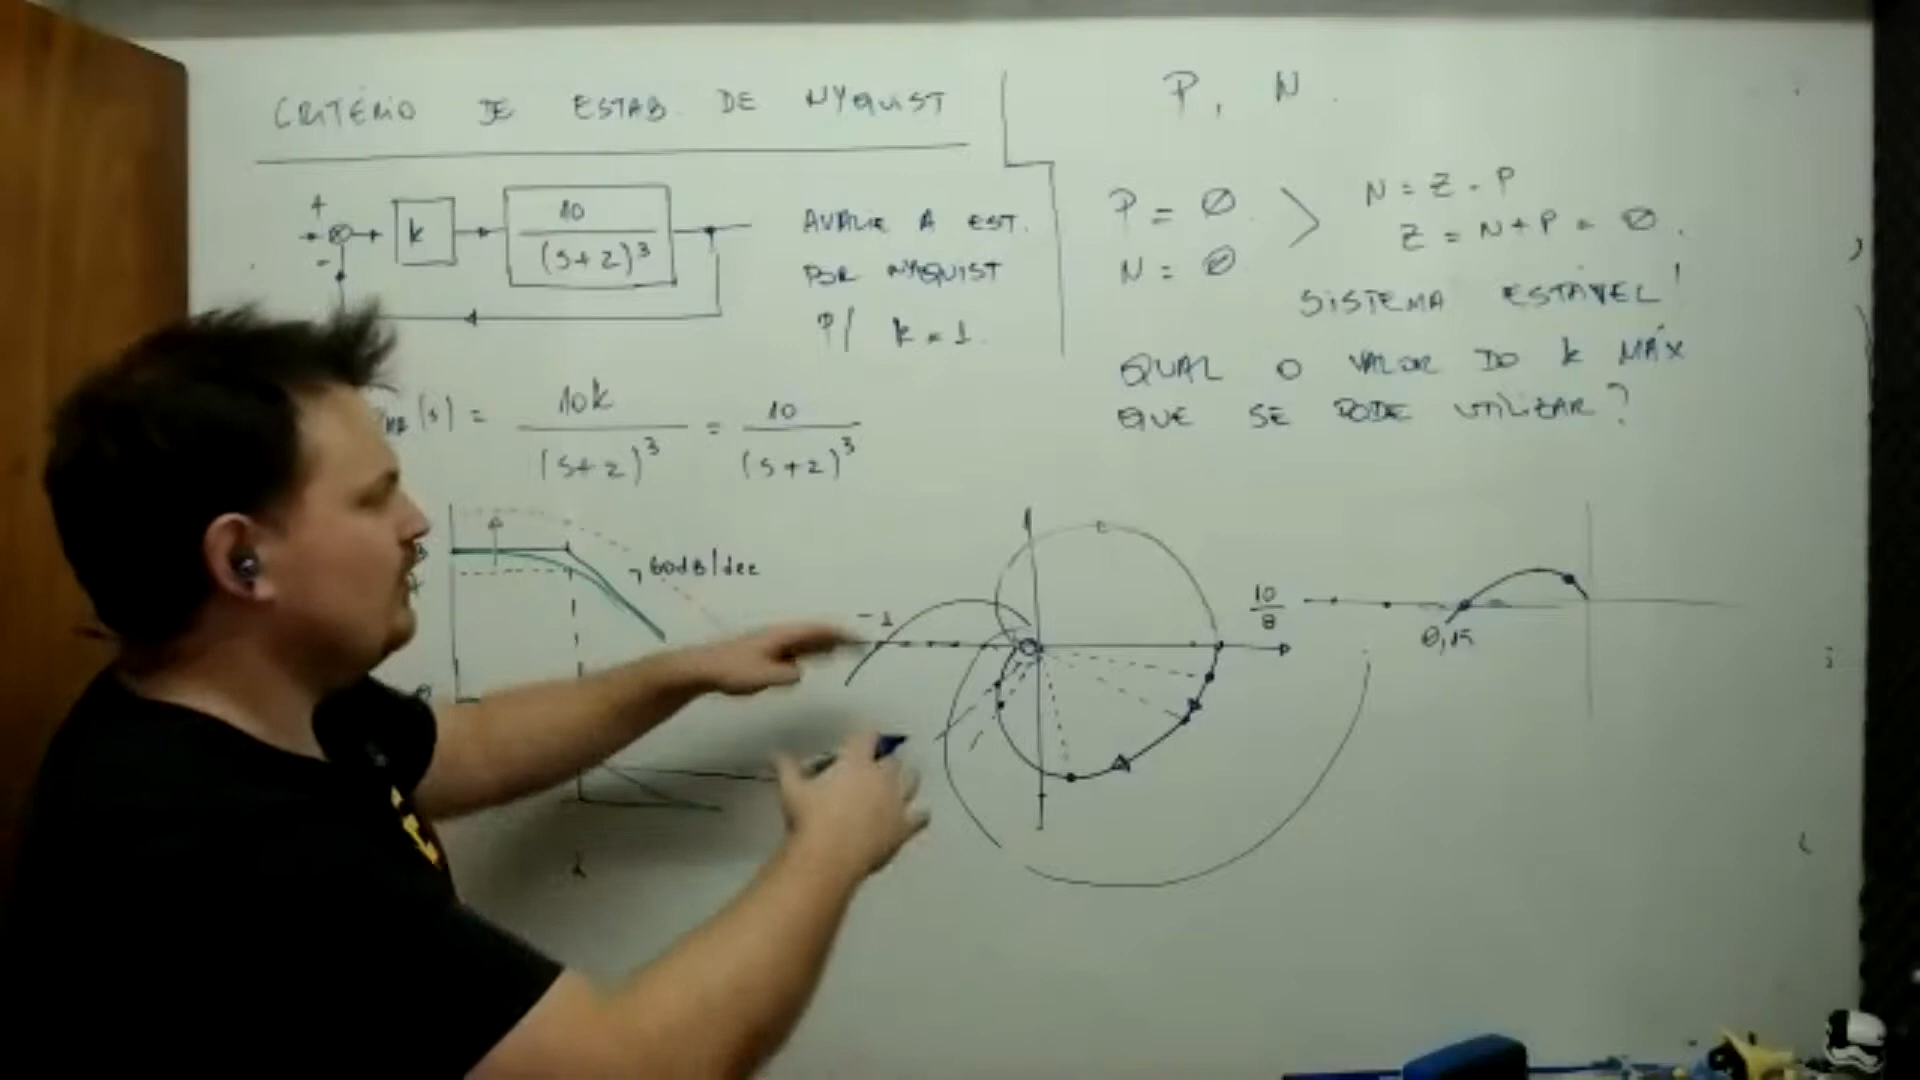 CRITÉRIO DE ESTAB. DE NYQUIST
+
-
k
10
(s+2)^3
AVALIE A EST.
POR NYQUIST
P/ k = 1.
(s) = 10k / (s+2)^3 = 10 / (s+2)^3
60dB/dec
P, N.
P = Ø
N = Ø
N = Z - P
Z = N + P = Ø.
SISTEMA ESTÁVEL!
QUAL O VALOR DO k MÁX
QUE SE PODE UTILIZAR?
-1
10/8
0,15